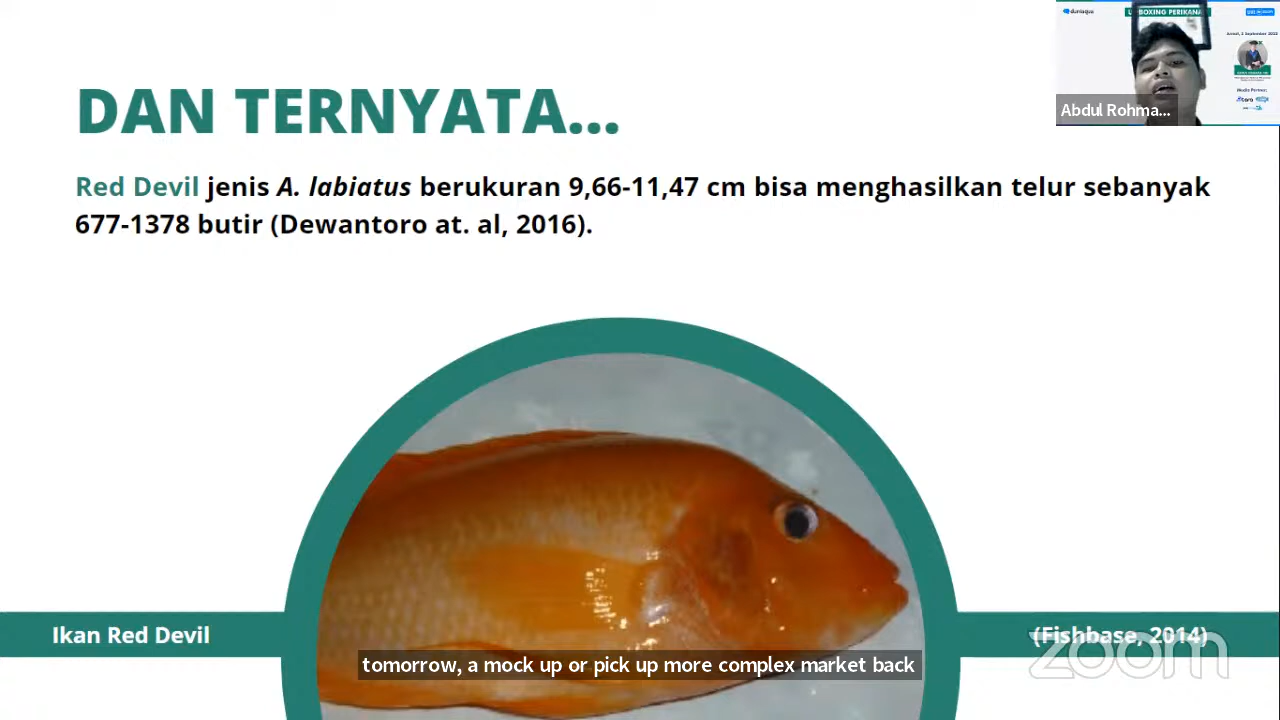 DAN TERNYATA...
Red Devil jenis A. labiatus berukuran 9,66-11,47 cm bisa menghasilkan telur sebanyak
677-1378 butir (Dewantoro at. al, 2016).
Abdul Rohma...
Ikan Red Devil
(Fishbase, 2014)
zoom
tomorrow, a mock up or pick up more complex market back